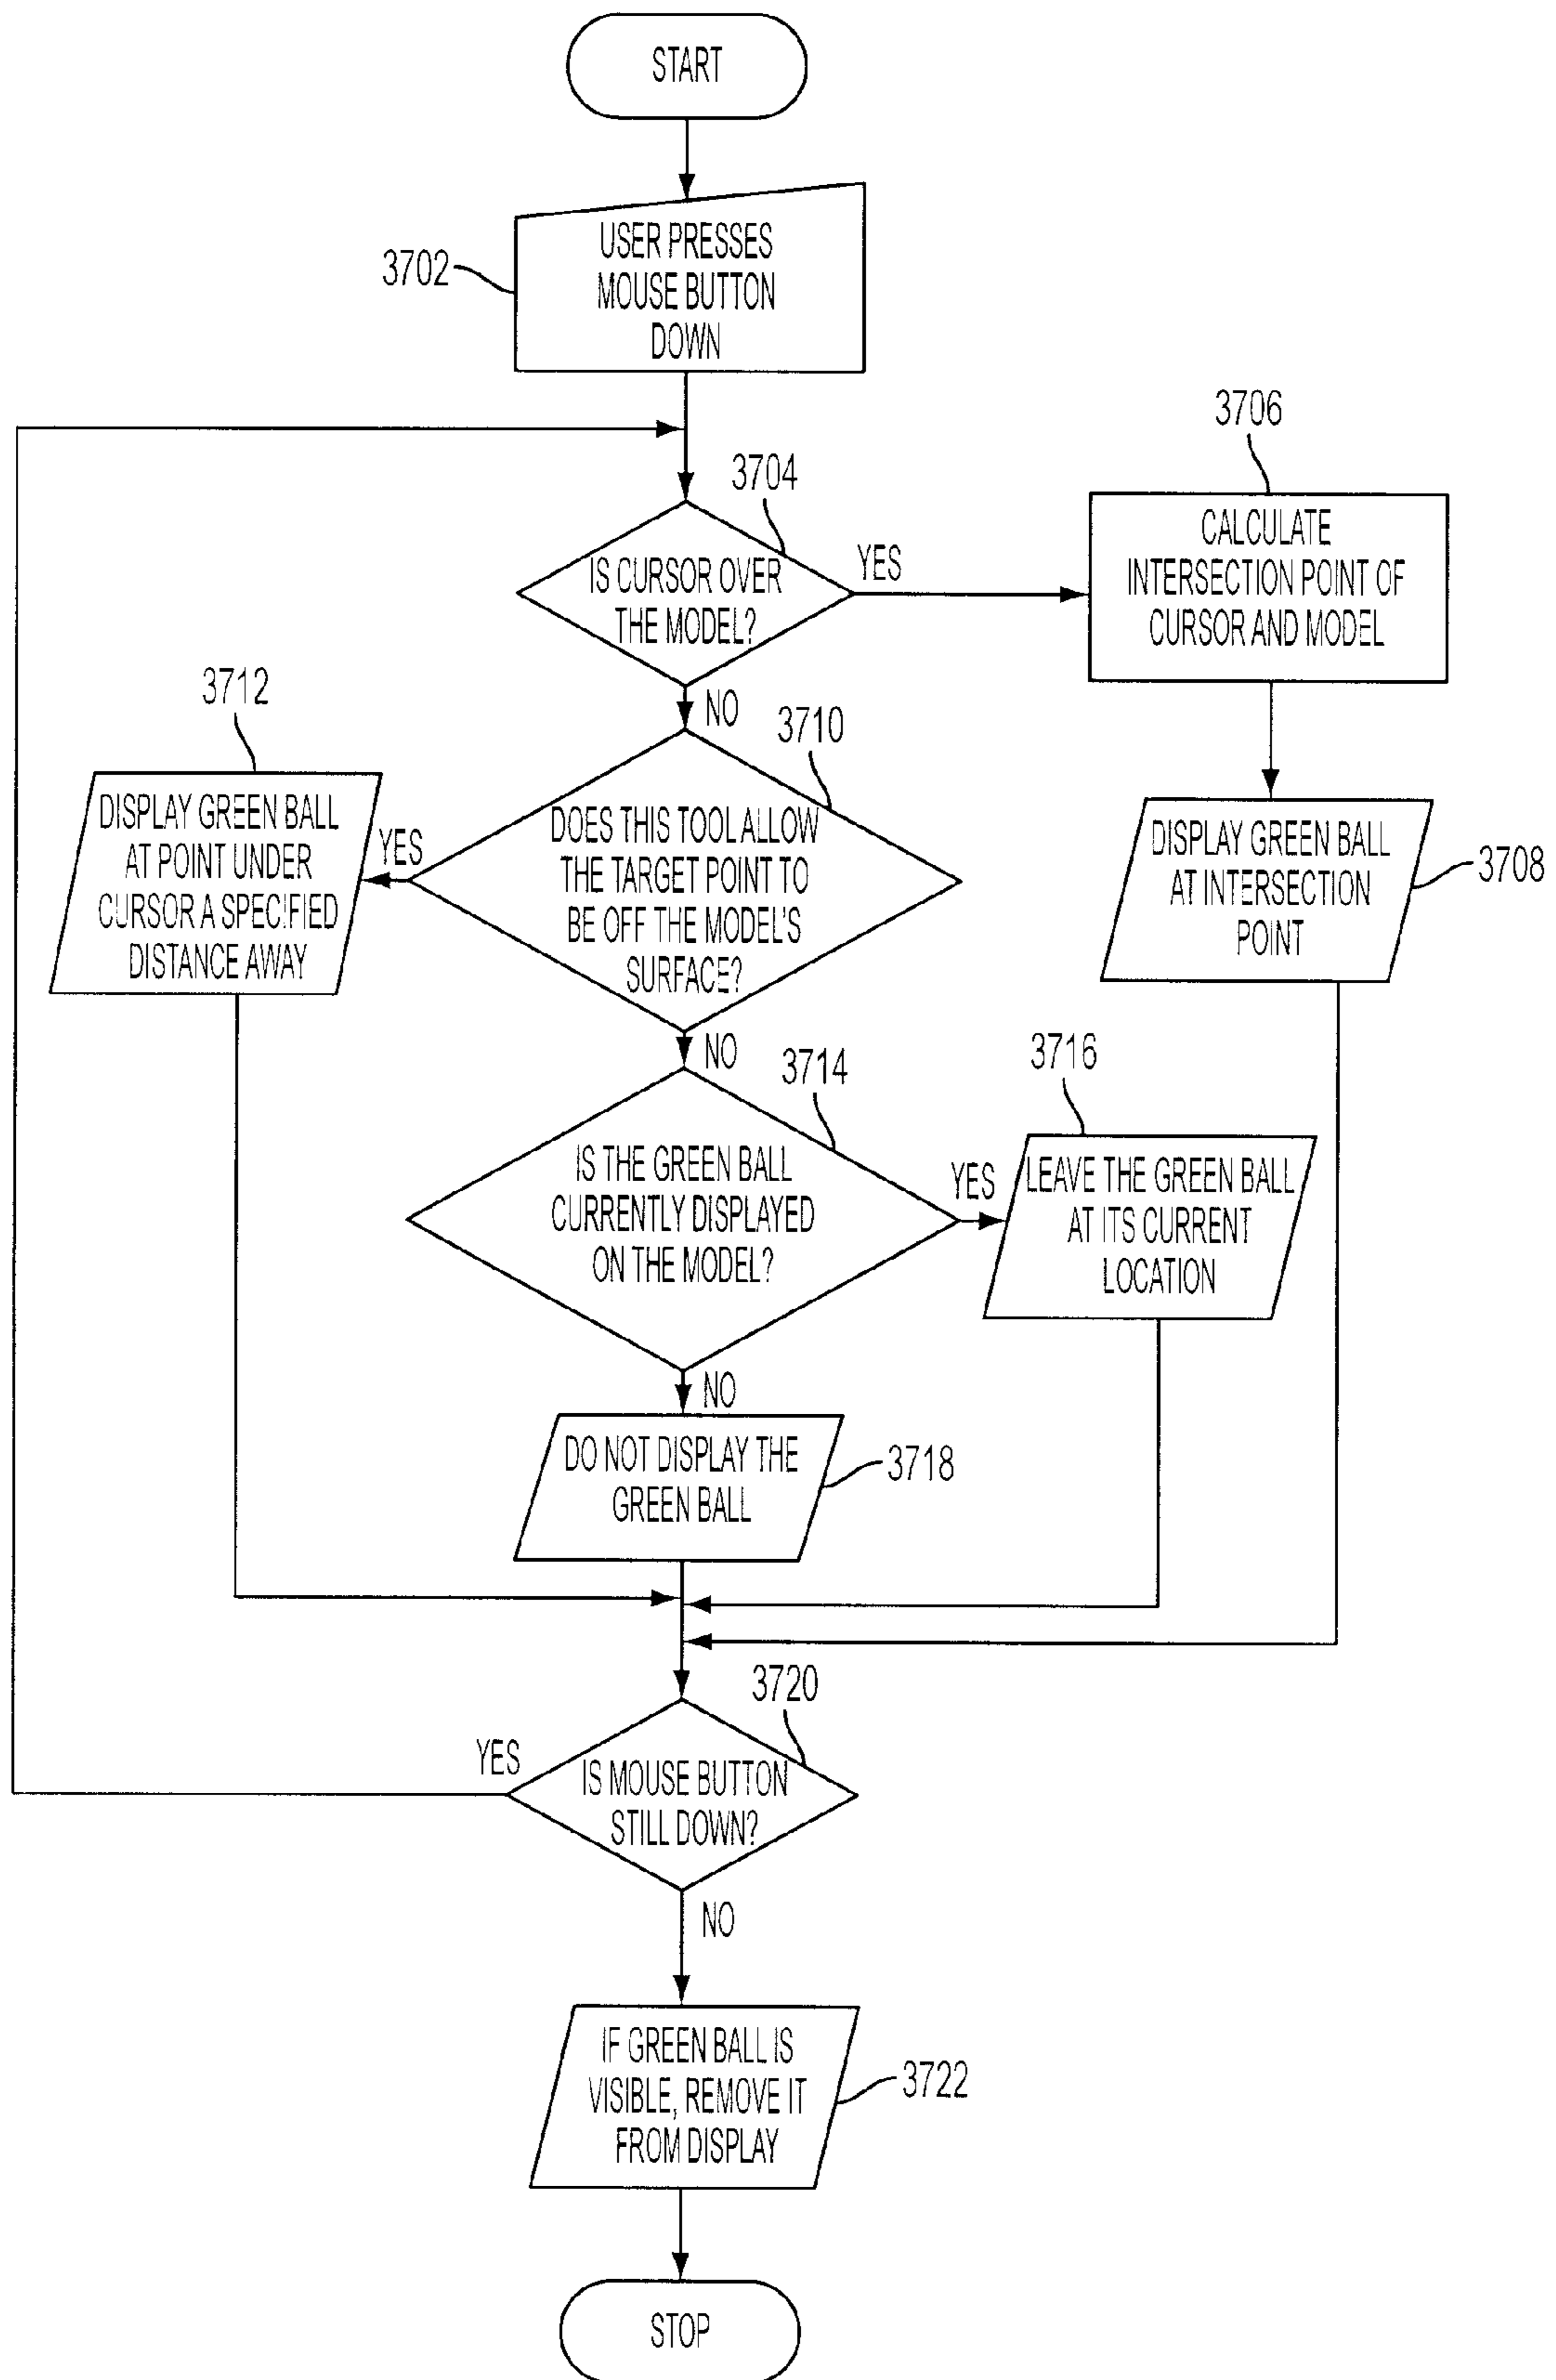 START
USER PRESSES
MOUSE BUTTON
DOWN
3702
3704
IS CURSOR OVER
THE MODEL?
YES
NO
3706
CALCULATE
INTERSECTION POINT OF
CURSOR AND MODEL
DISPLAY GREEN BALL
AT INTERSECTION
POINT
3708
3710
DOES THIS TOOL ALLOW
THE TARGET POINT TO
BE OFF THE MODEL'S
SURFACE?
YES
NO
3712
DISPLAY GREEN BALL
AT POINT UNDER
CURSOR A SPECIFIED
DISTANCE AWAY
3714
IS THE GREEN BALL
CURRENTLY DISPLAYED
ON THE MODEL?
YES
NO
3716
LEAVE THE GREEN BALL
AT ITS CURRENT
LOCATION
DO NOT DISPLAY THE
GREEN BALL
3718
3720
IS MOUSE BUTTON
STILL DOWN?
YES
NO
IF GREEN BALL IS
VISIBLE, REMOVE IT
FROM DISPLAY
3722
STOP